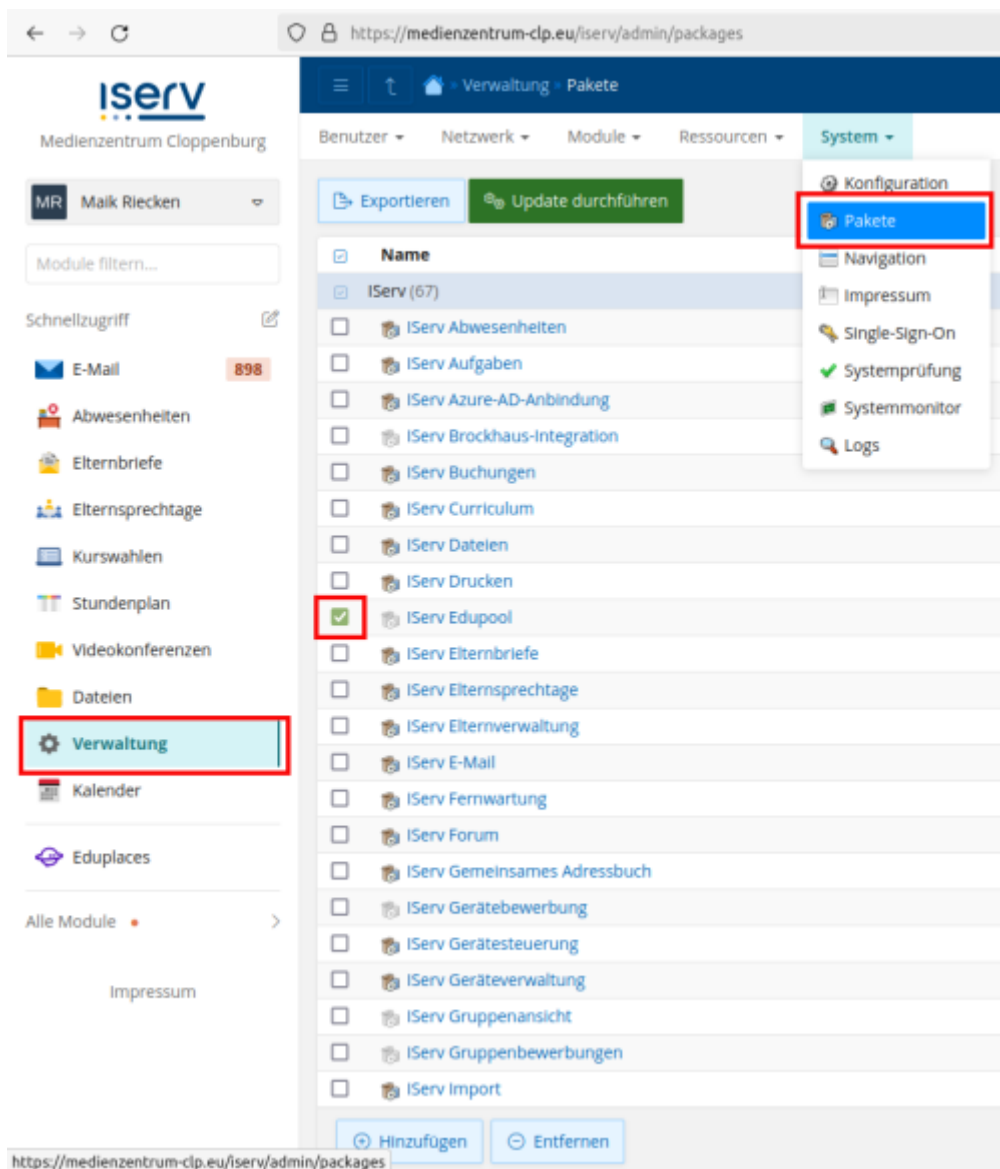 https://medienzentrum-clp.eu/iserv/admin/packages
IServ
Medienzentrum Cloppenburg
MR Maik Riecken
Module filtern...
Schnellzugriff
E-Mail 898
Abwesenheiten
Elternbriefe
Elternsprechtage
Kurswahlen
Stundenplan
Videokonferenzen
Dateien
Verwaltung
Kalender
Eduplaces
Alle Module
Impressum
Verwaltung Pakete
Benutzer Netzwerk Module Ressourcen System
Konfiguration
Pakete
Navigation
Impressum
Single-Sign-On
Systemprüfung
Systemmonitor
Logs
Exportieren Update durchführen
Name
IServ (67)
IServ Abwesenheiten
IServ Aufgaben
IServ Azure-AD-Anbindung
IServ Brockhaus-Integration
IServ Buchungen
IServ Curriculum
IServ Dateien
IServ Drucken
IServ Edupool
IServ Elternbriefe
IServ Elternsprechtage
IServ Elternverwaltung
IServ E-Mail
IServ Fernwartung
IServ Forum
IServ Gemeinsames Adressbuch
IServ Gerätebewerbung
IServ Gerätesteuerung
IServ Geräteverwaltung
IServ Gruppenansicht
IServ Gruppenbewerbungen
IServ Import
Hinzufügen Entfernen
https://medienzentrum-clp.eu/iserv/admin/packages